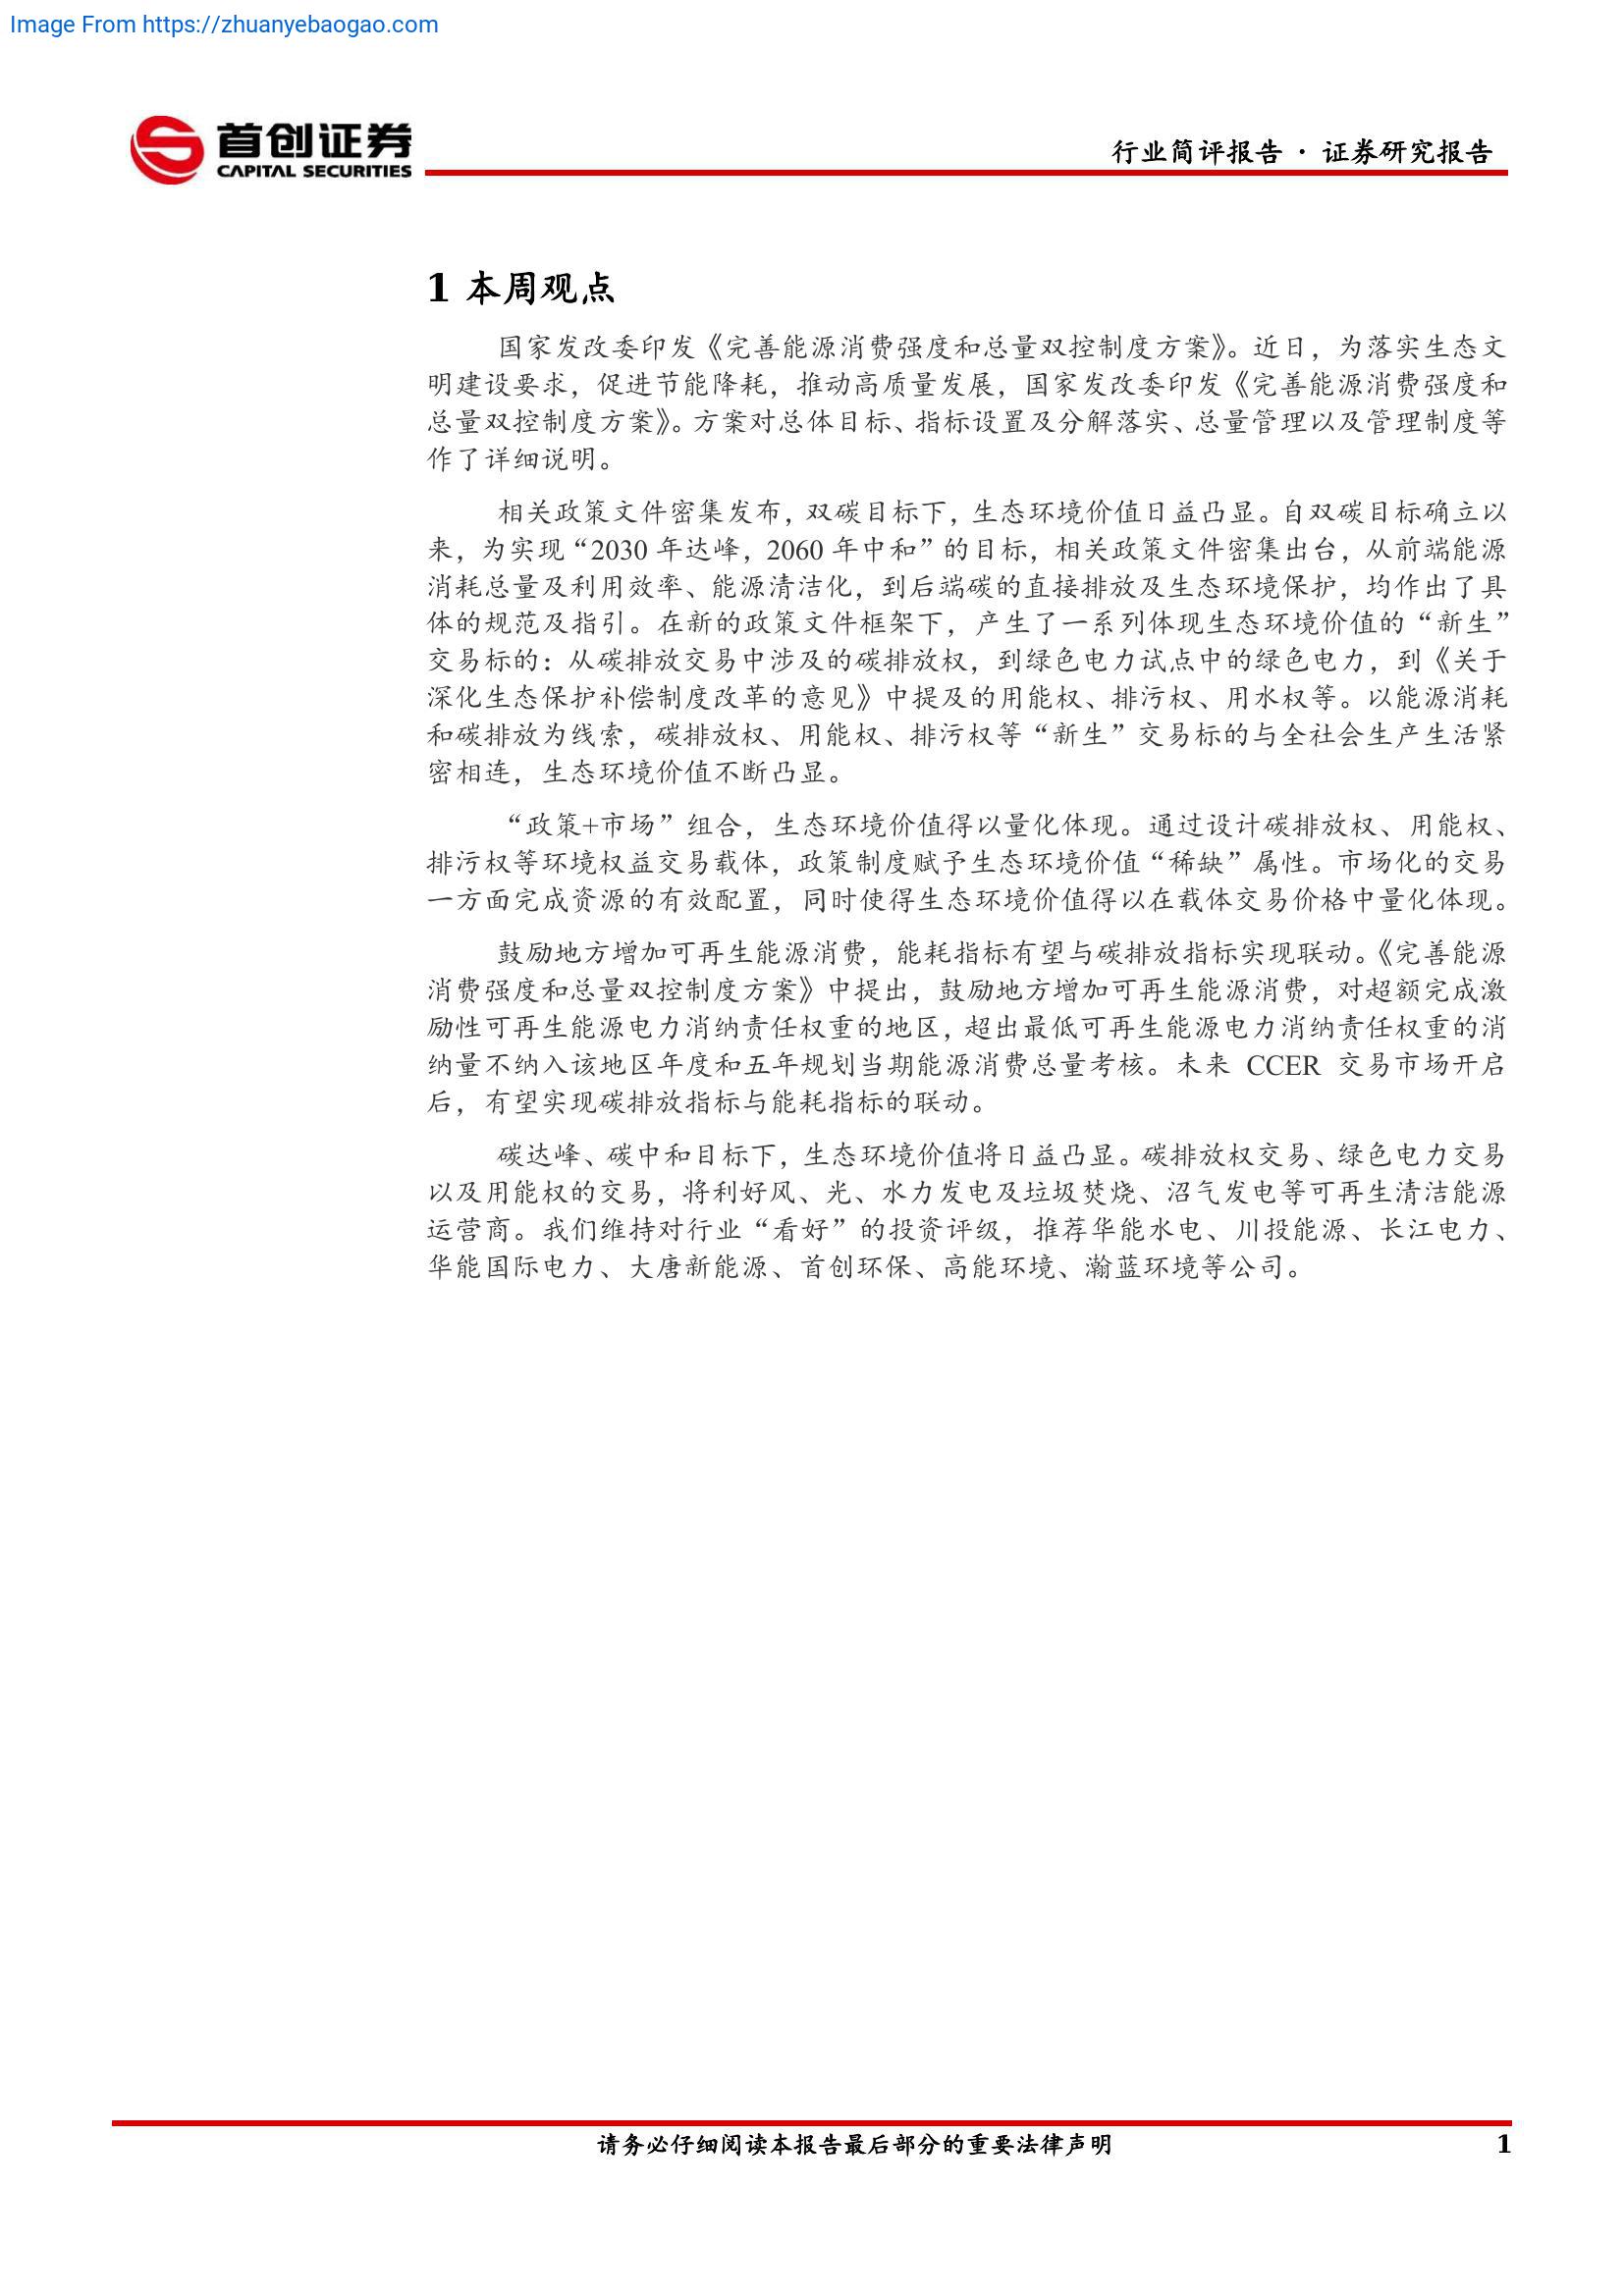 Image From https://zhuanyebaogao.com
首创证券
CAPITAL SECURITIES
行业简评报告 · 证券研究报告
1 本周观点
国家发改委印发《完善能源消费强度和总量双控制度方案》。近日，为落实生态文
明建设要求，促进节能降耗，推动高质量发展，国家发改委印发《完善能源消费强度和
总量双控制度方案》。方案对总体目标、指标设置及分解落实、总量管理以及管理制度等
作了详细说明。
相关政策文件密集发布，双碳目标下，生态环境价值日益凸显。自双碳目标确立以
来，为实现“2030 年达峰，2060 年中和”的目标，相关政策文件密集出台，从前端能源
消耗总量及利用效率、能源清洁化，到后端碳的直接排放及生态环境保护，均作出了具
体的规范及指引。在新的政策文件框架下，产生了一系列体现生态环境价值的“新生”
交易标的：从碳排放交易中涉及的碳排放权，到绿色电力试点中的绿色电力，到《关于
深化生态保护补偿制度改革的意见》中提及的用能权、排污权、用水权等。以能源消耗
和碳排放为线索，碳排放权、用能权、排污权等“新生”交易标的与全社会生产生活紧
密相连，生态环境价值不断凸显。
“政策+市场”组合，生态环境价值得以量化体现。通过设计碳排放权、用能权、
排污权等环境权益交易载体，政策制度赋予生态环境价值“稀缺”属性。市场化的交易
一方面完成资源的有效配置，同时使得生态环境价值得以在载体交易价格中量化体现。
鼓励地方增加可再生能源消费，能耗指标有望与碳排放指标实现联动。《完善能源
消费强度和总量双控制度方案》中提出，鼓励地方增加可再生能源消费，对超额完成激
励性可再生能源电力消纳责任权重的地区，超出最低可再生能源电力消纳责任权重的消
纳量不纳入该地区年度和五年规划当期能源消费总量考核。未来 CCER 交易市场开启
后，有望实现碳排放指标与能耗指标的联动。
碳达峰、碳中和目标下，生态环境价值将日益凸显。碳排放权交易、绿色电力交易
以及用能权的交易，将利好风、光、水力发电及垃圾焚烧、沼气发电等可再生清洁能源
运营商。我们维持对行业“看好”的投资评级，推荐华能水电、川投能源、长江电力、
华能国际电力、大唐新能源、首创环保、高能环境、瀚蓝环境等公司。
请务必仔细阅读本报告最后部分的重要法律声明
1